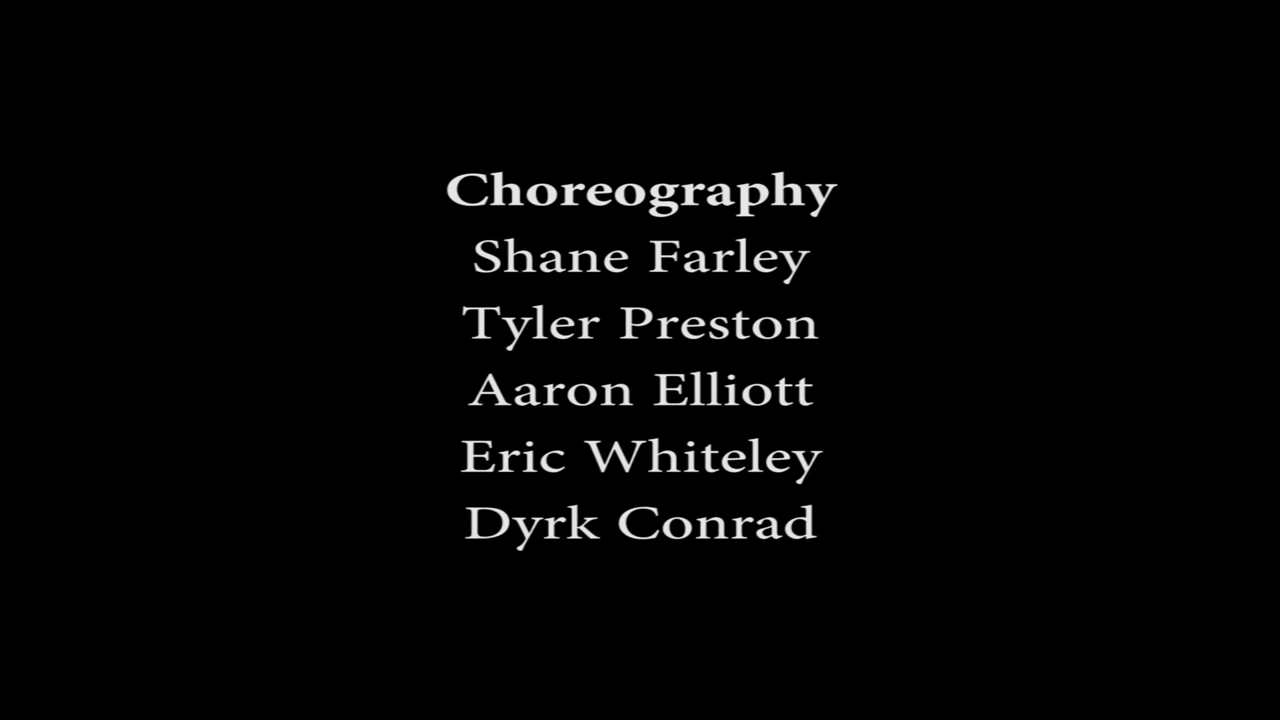 Choreography
Shane Farley
Tyler Preston
Aaron Elliott
Eric Whiteley
Dyrk Conrad